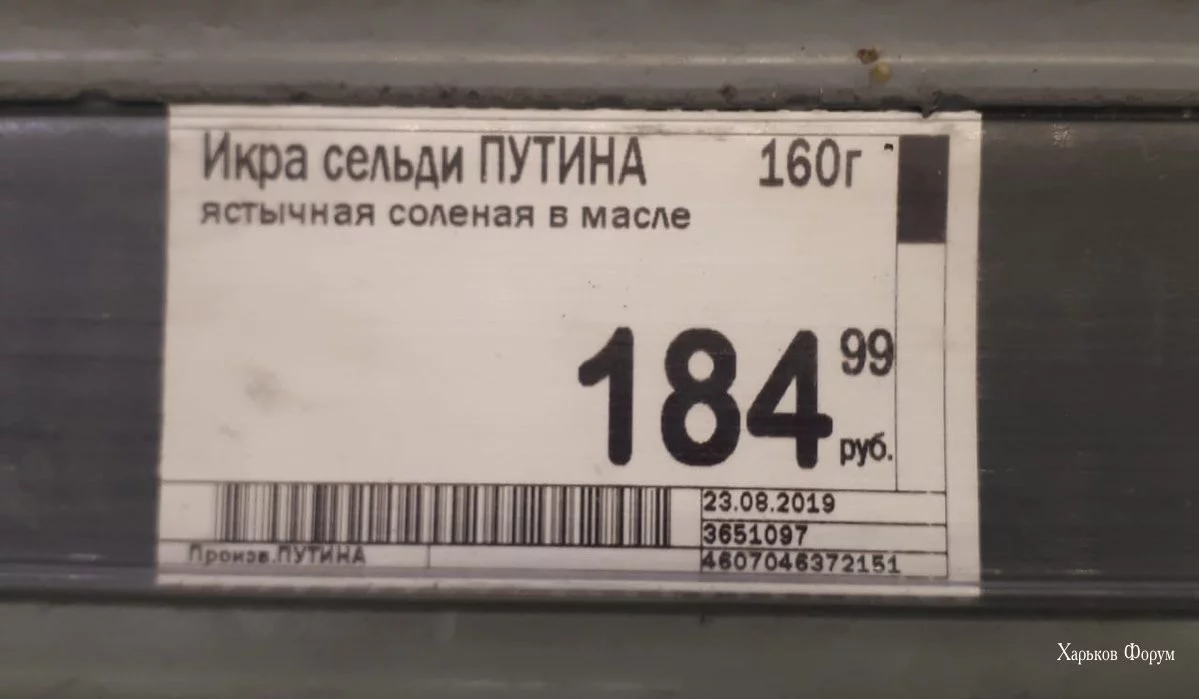 Икра сельди ПУТИНА 160г
ястычная соленая в масле
184 99
руб.
23.08.2019
3651097
Произв.ПУТИНА 4607046372151
Харьков Форум